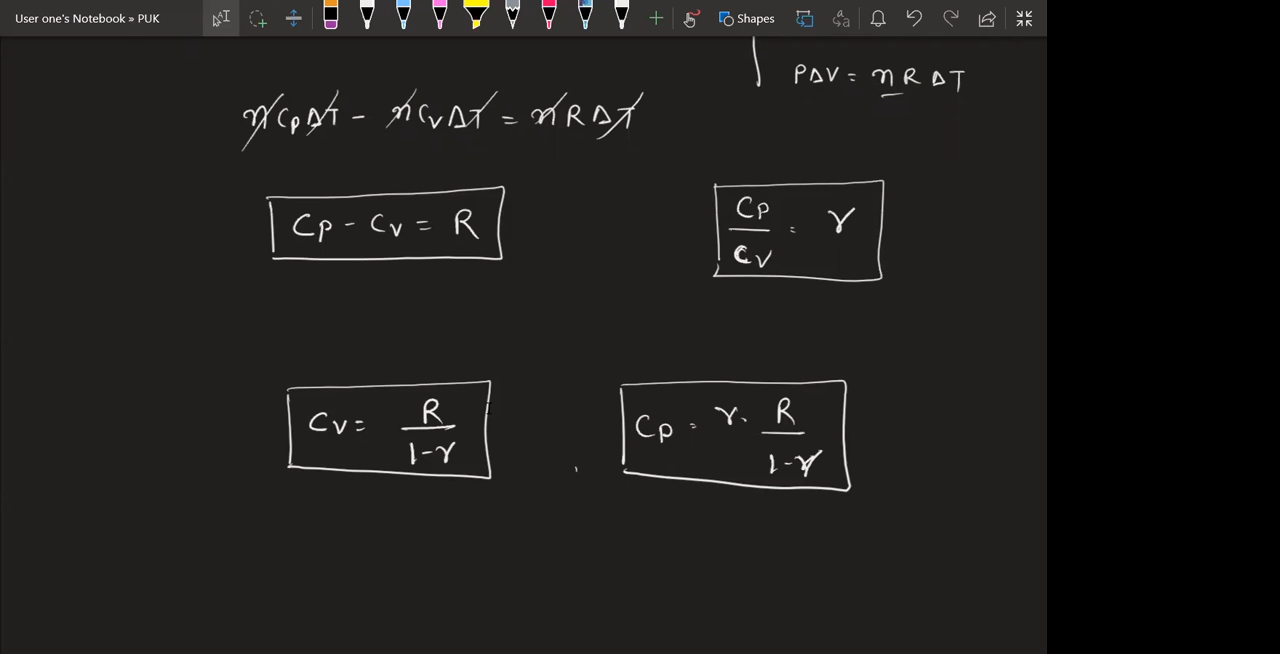 User one's Notebook » PUK
Shapes
PΔV = nRΔT
nCpΔT - nCvΔT = nRΔT
Cp - Cv = R
Cp/Cv = γ
Cv = R/1-γ
Cp = γ. R/1-γ